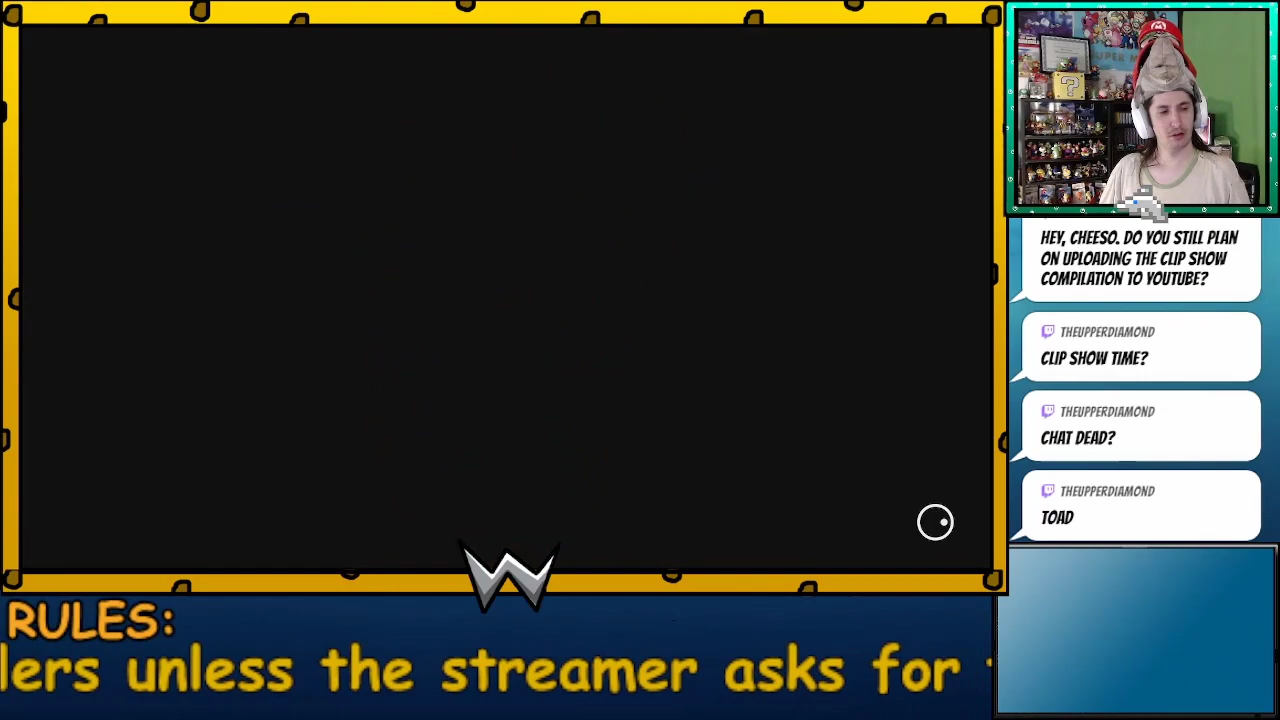 HEY, CHEESO. DO YOU STILL PLAN
ON UPLOADING THE CLIP SHOW
COMPILATION TO YOUTUBE?
THEUPPERDIAMOND
CLIP SHOW TIME?
THEUPPERDIAMOND
CHAT DEAD?
THEUPPERDIAMOND
TOAD
RULES:
lers unless the streamer asks for